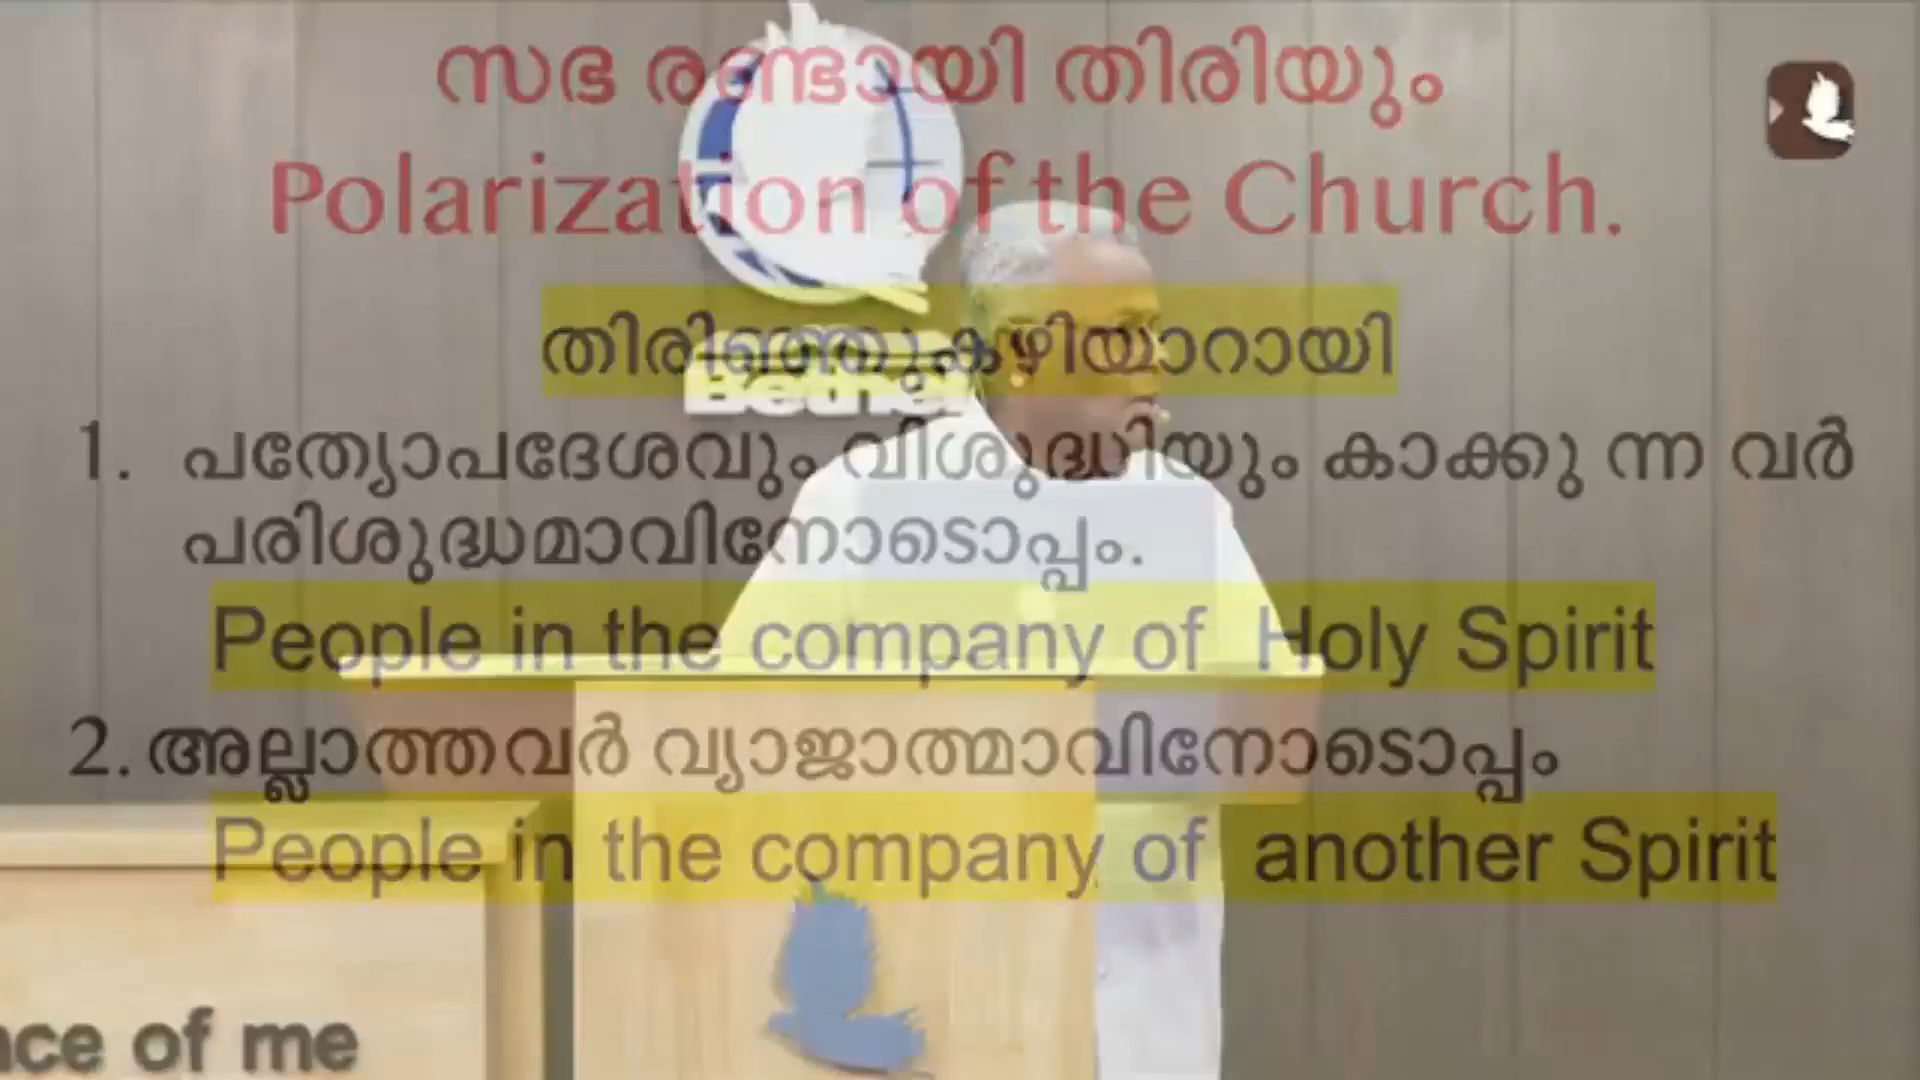 സഭ രണ്ടായി തിരിയും
Polarization of the Church.
Bethel
തിരിഞ്ഞുകഴിയാറായി
1. പത്യോപദേശവും വിശുദ്ധിയും കാക്കു ന്ന വർ
പരിശുദ്ധമാവിനോടൊപ്പം.
People in the company of Holy Spirit
2. അല്ലാത്തവർ വ്യാജാത്മാവിനോടൊപ്പം
People in the company of another Spirit
of me